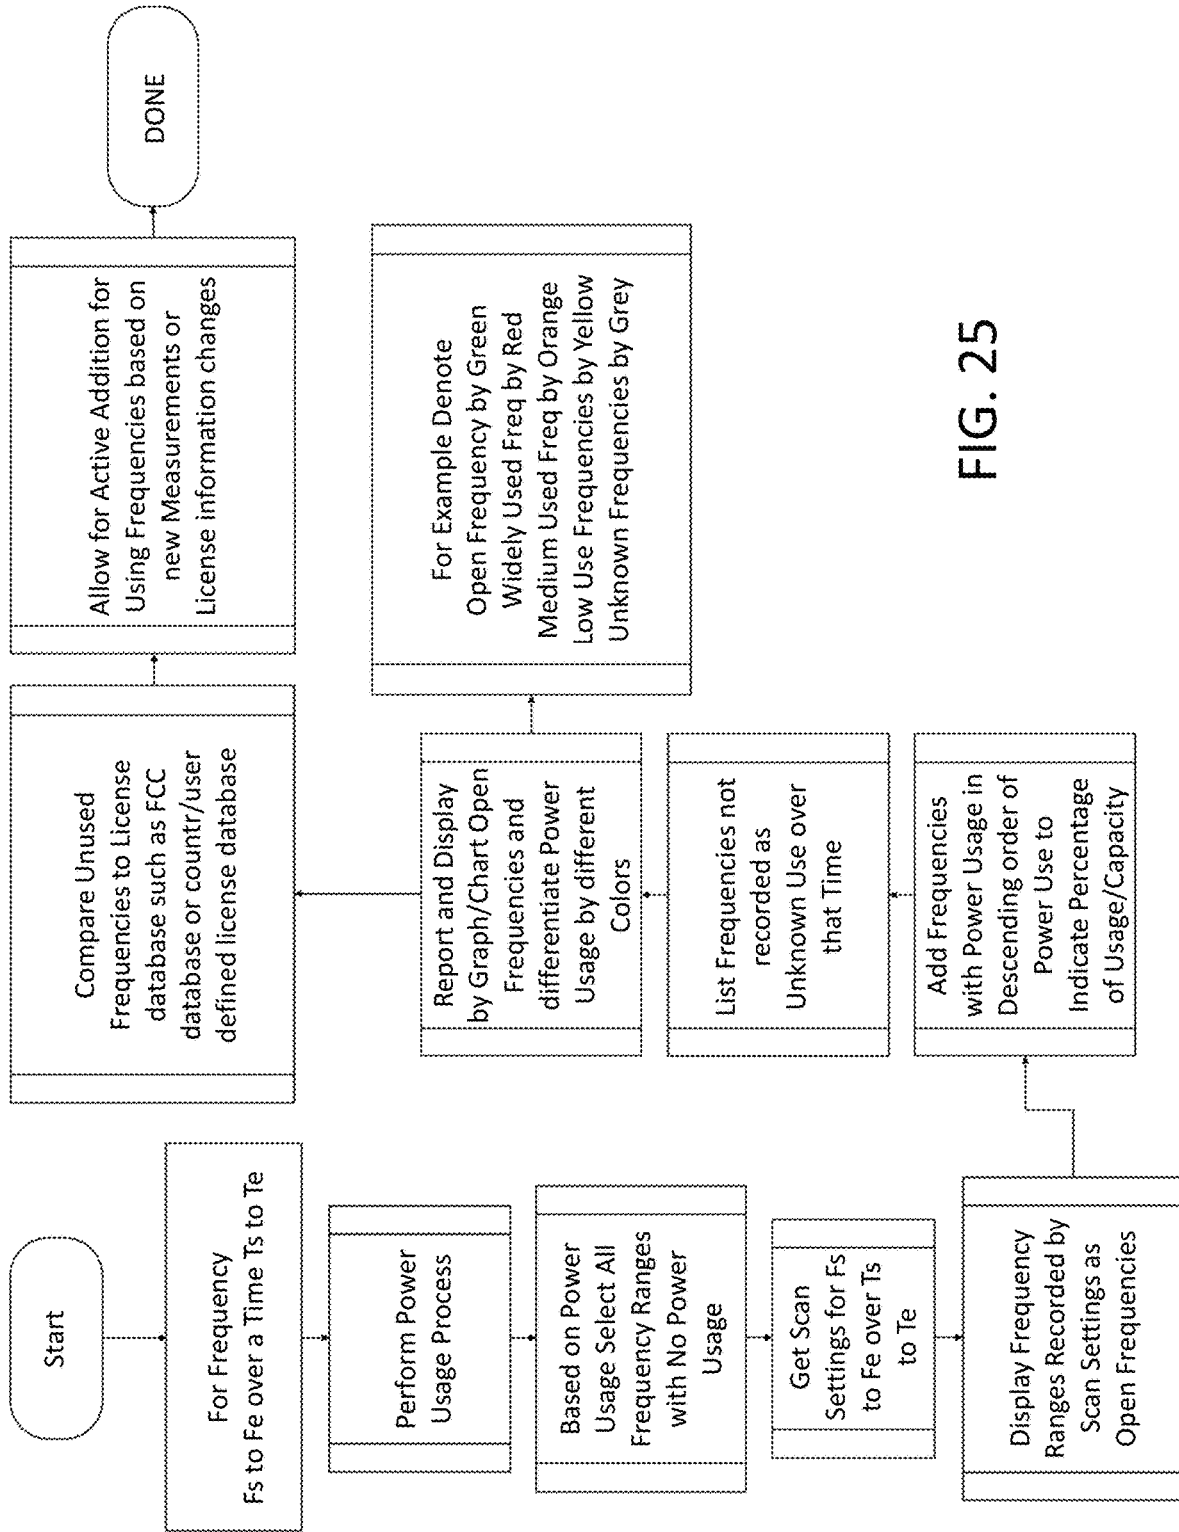 Start
For Frequency
Fs to Fe over a Time Ts to Te
Perform Power
Usage Process
Based on Power
Usage Select All
Frequency Ranges
with No Power
Usage
Get Scan
Settings for Fs
to Fe over Ts
to Te
Display Frequency
Ranges Recorded by
Scan Settings as
Open Frequencies
Add Frequencies
with Power Usage in
Descending order of
Power Use to
Indicate Percentage
of Usage/Capacity
List Frequencies not
recorded as
Unknown Use over
that Time
Report and Display
by Graph/Chart Open
Frequencies and
differentiate Power
Usage by different
Colors
For Example Denote
Open Frequency by Green
Widely Used Freq by Red
Medium Used Freq by Orange
Low Use Frequencies by Yellow
Unknown Frequencies by Grey
Compare Unused
Frequencies to License
database such as FCC
database or countr/user
defined license database
Allow for Active Addition for
Using Frequencies based on
new Measurements or
License information changes
DONE
FIG. 25